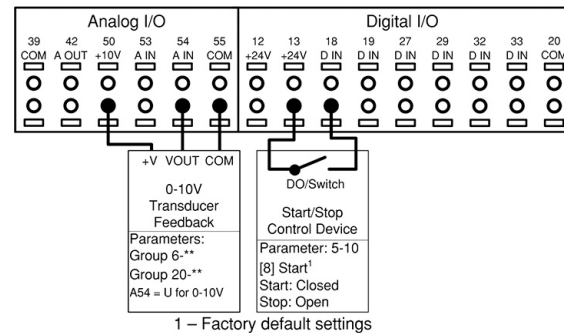 Analog I/O Digital I/O
39 42 50 53 54 55 12 13 18 19 27 29 32 33 20
COM A OUT +10V A IN A IN COM +24V +24V D IN D IN D IN D IN D IN D IN COM
+V VOUT COM
0-10V
Transducer
Feedback
Parameters:
Group 6-**
Group 20-**
A54 = U for 0-10V
DO/Switch
Start/Stop
Control Device
Parameter: 5-10
[8] Start1
Start: Closed
Stop: Open
1 – Factory default settings